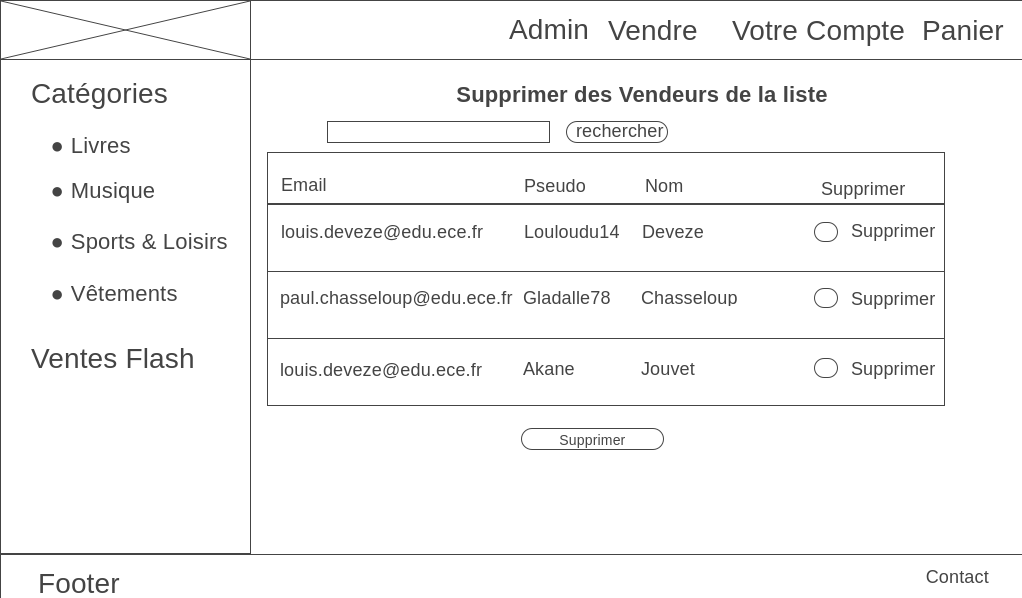 Admin Vendre Votre Compte Panier
Catégories
● Livres
● Musique
● Sports & Loisirs
● Vêtements
Ventes Flash
Supprimer des Vendeurs de la liste
rechercher
Email Pseudo Nom Supprimer
louis.deveze@edu.ece.fr Louloudu14 Deveze Supprimer
paul.chasseloup@edu.ece.fr Gladalle78 Chasseloup Supprimer
louis.deveze@edu.ece.fr Akane Jouvet Supprimer
Supprimer
Footer Contact